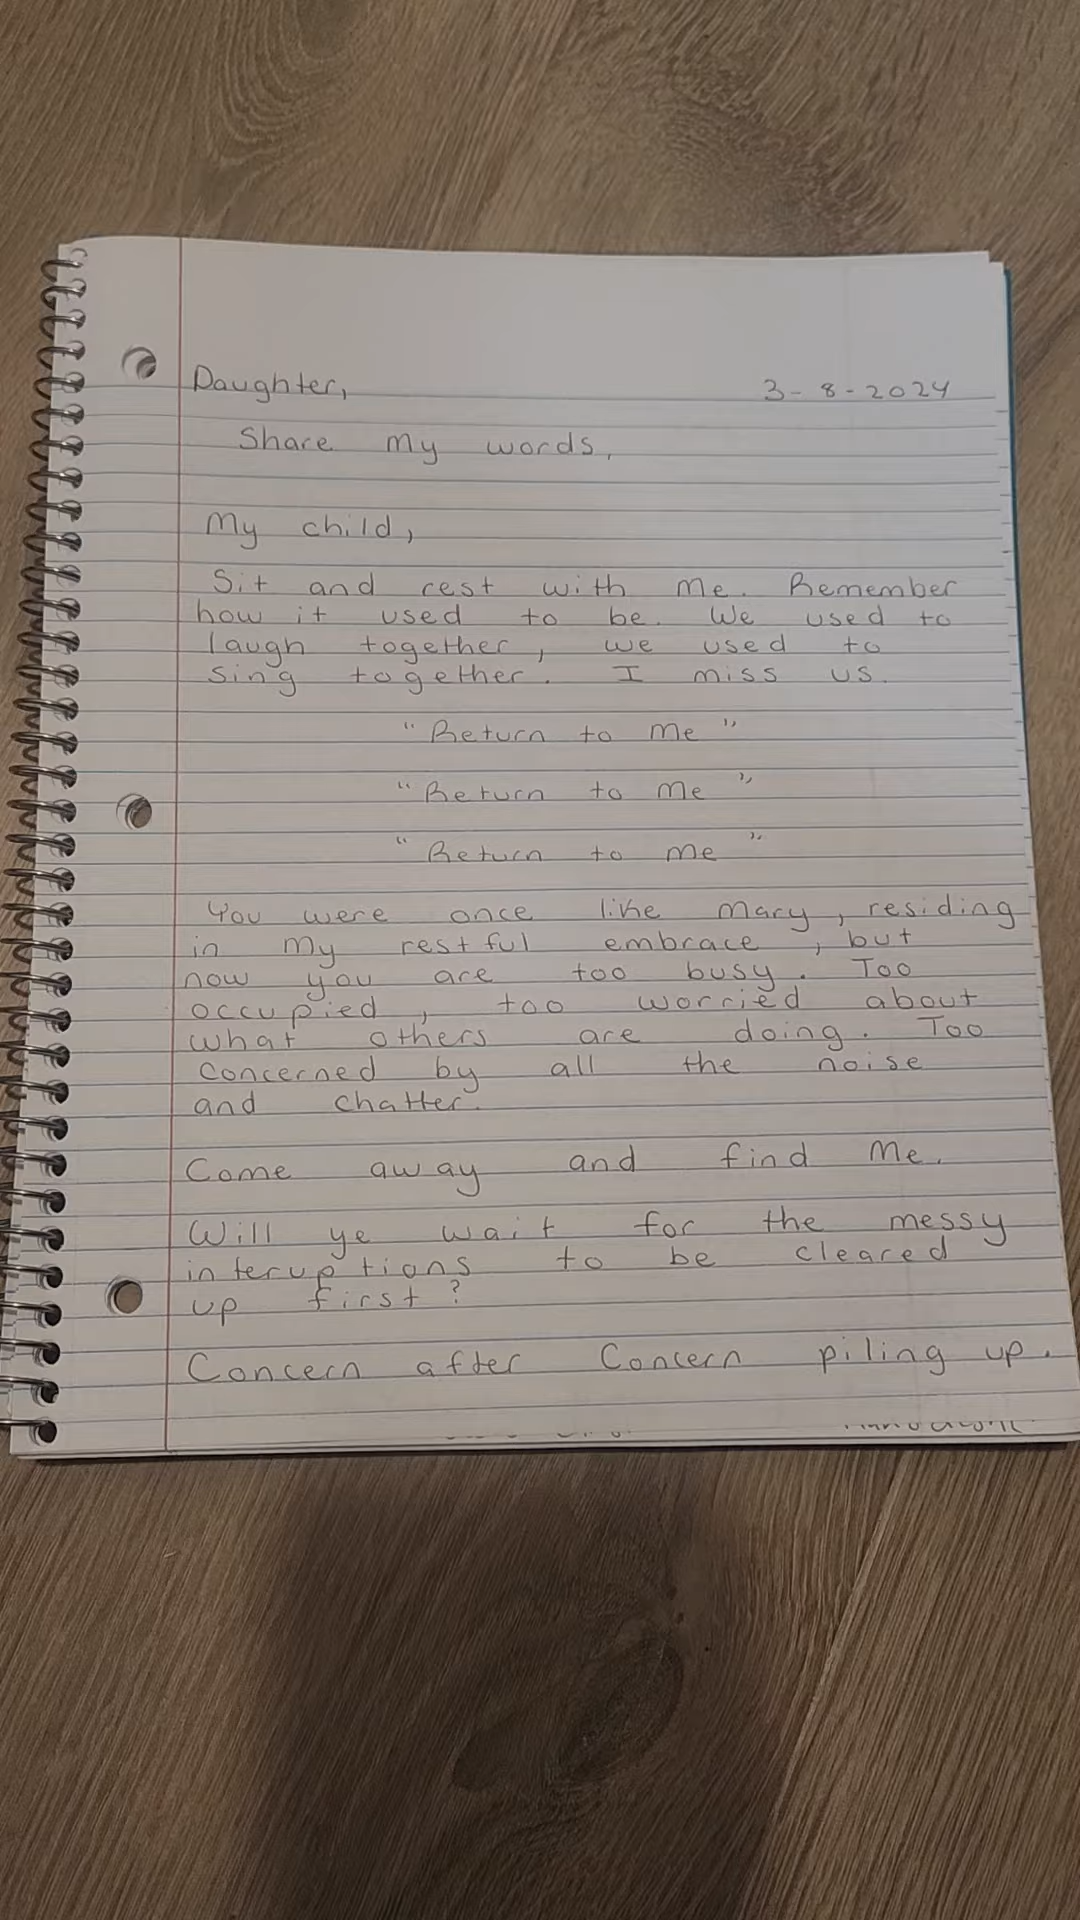 Daughter, 3-8-2024
Share My words,
My child,
Sit and rest with Me. Remember
how it used to be. We used to
laugh together, we used to
sing together. I miss us.
"Return to Me"
"Return to Me"
"Return to Me"
You were once like Mary, residing
in My restful embrace, but
now you are too busy. Too
occupied, too worried about
what others are doing. Too
concerned by all the noise
and chatter.
Come away and find Me.
Will ye wait for the messy
interuptions to be cleared
up first?
Concern after Concern piling up.